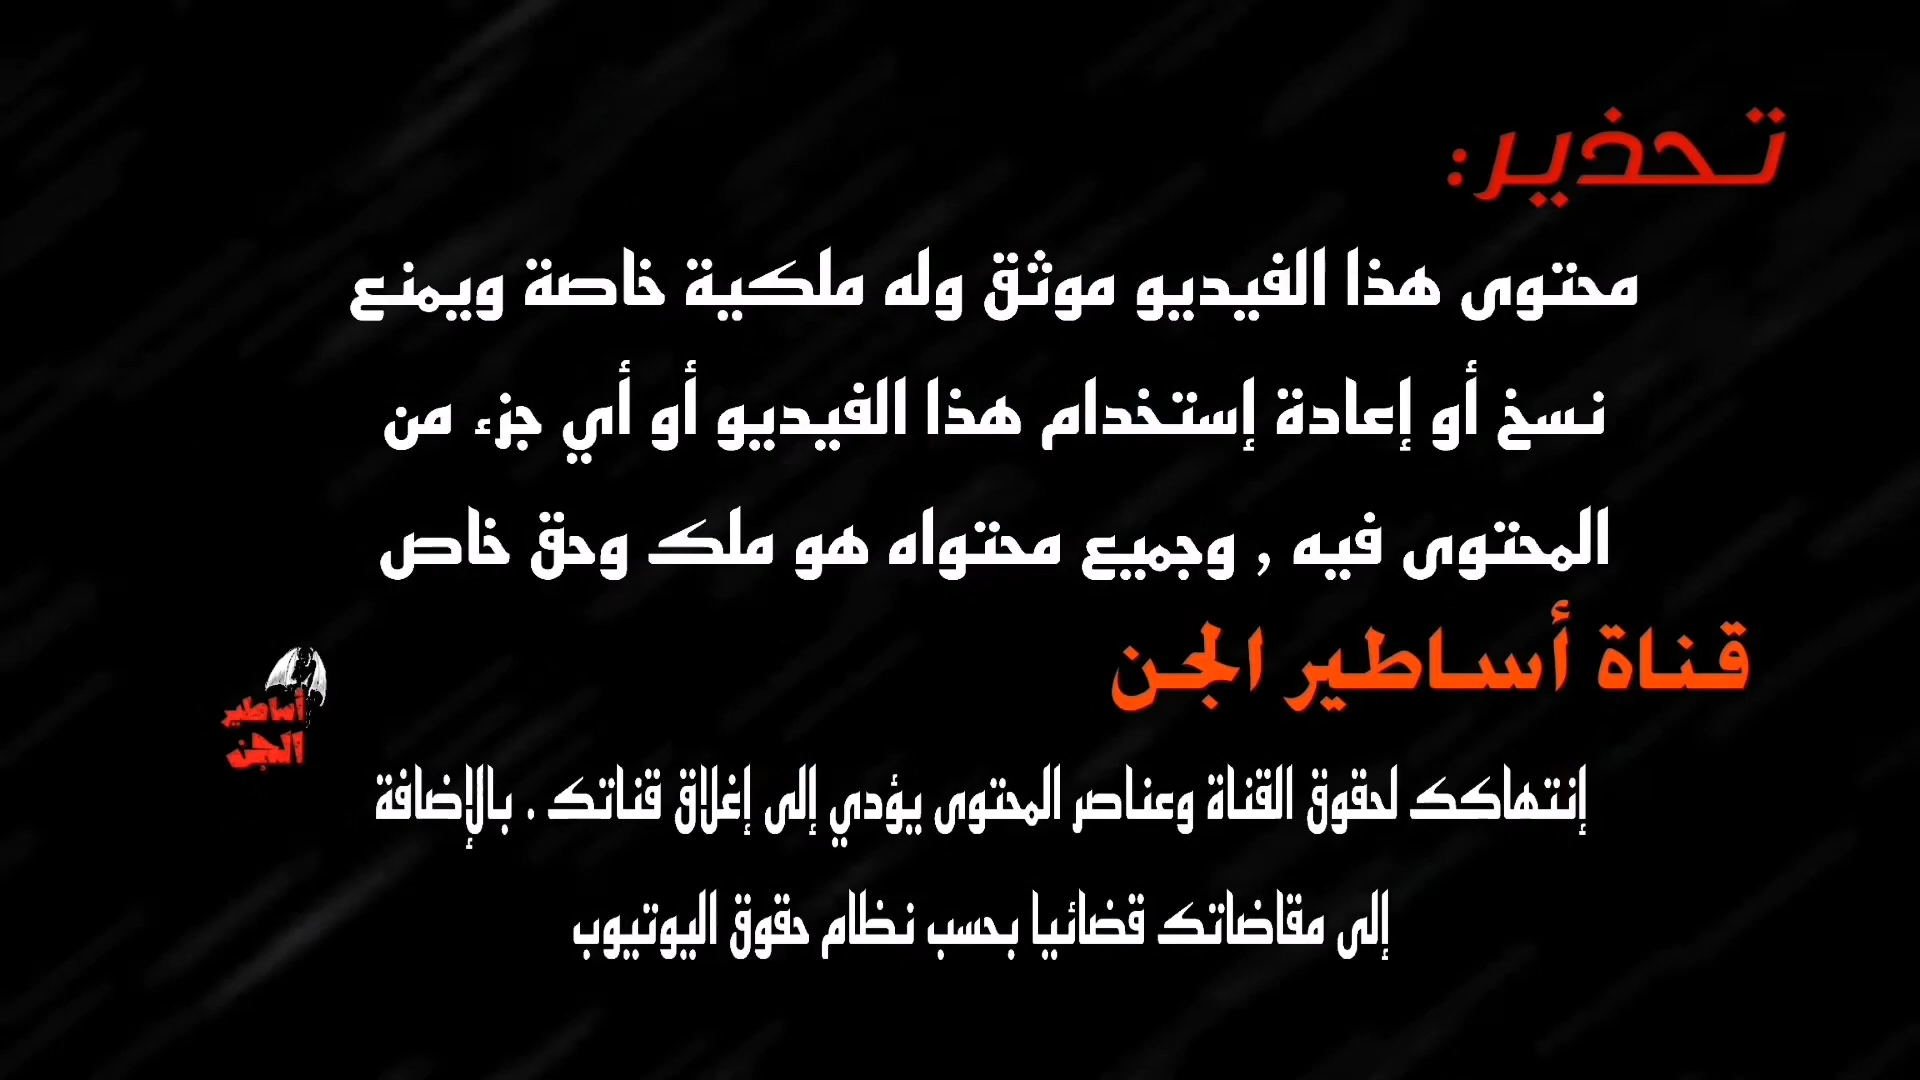 تحذير:
محتوى هذا الفيديو موثق وله ملكية خاصة ويمنع
نسخ أو إعادة إستخدام هذا الفيديو أو أي جزء من
المحتوى فيه , وجميع محتواه هو ملك وحق خاص
قناة أساطير الجن
أساطير
الجن
إنتهاكك لحقوق القناة وعناصر المحتوى يؤدي إلى إغلاق قناتك . بالإضافة
إلى مقاضاتك قضائيا بحسب نظام حقوق اليوتيوب